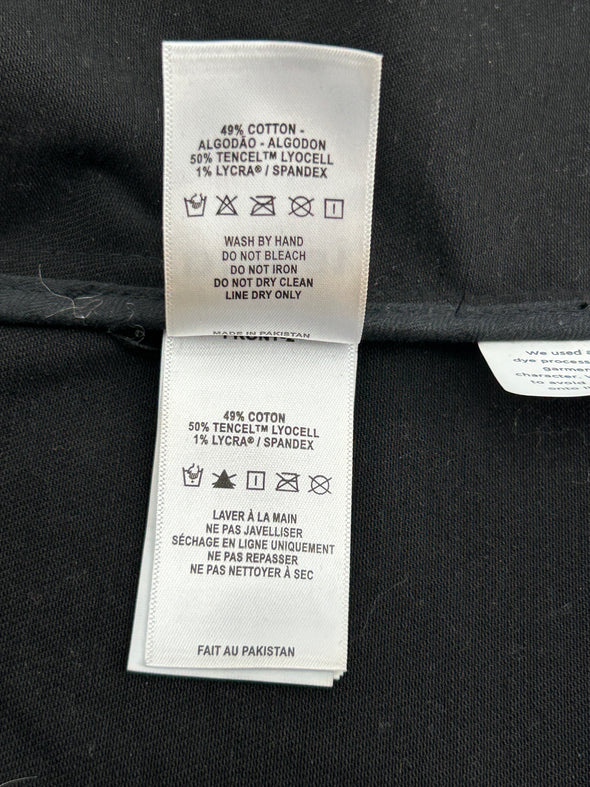 49% COTTON -
ALGODÃO - ALGODON
50% TENCEL™ LYOCELL
1% LYCRA® / SPANDEX
WASH BY HAND
DO NOT BLEACH
DO NOT IRON
DO NOT DRY CLEAN
LINE DRY ONLY
MADE IN PAKISTAN
49% COTON
50% TENCEL™ LYOCELL
1% LYCRA® / SPANDEX
LAVER À LA MAIN
NE PAS JAVELLISER
SÉCHAGE EN LIGNE UNIQUEMENT
NE PAS REPASSER
NE PAS NETTOYER À SEC
FAIT AU PAKISTAN
We used a
dye process
garmen
character.
to avoid
onto